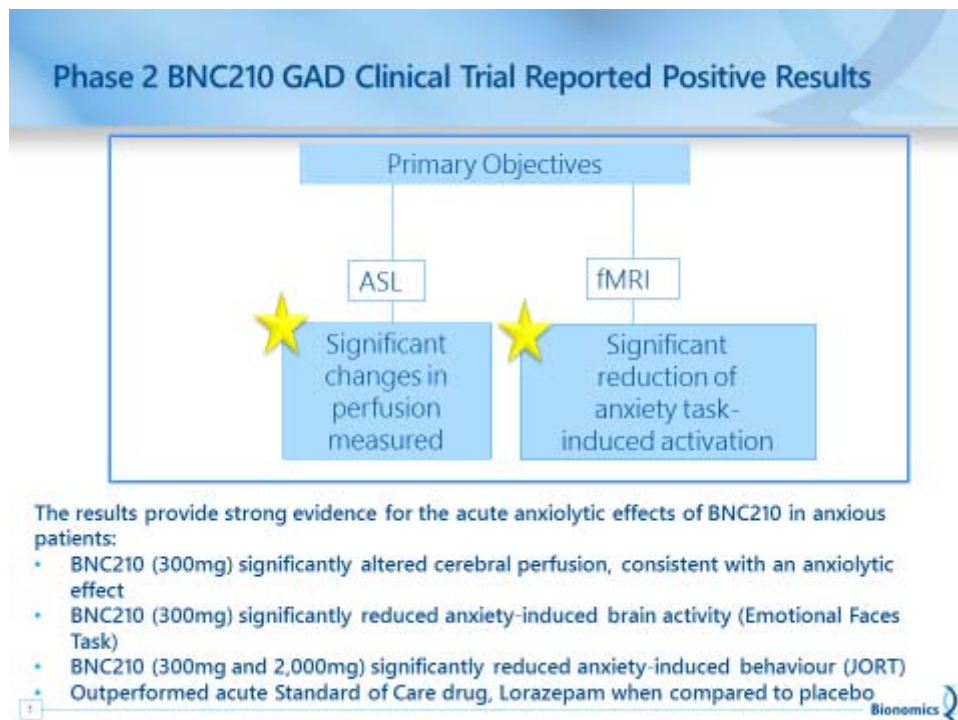 Phase 2 BNC210 GAD Clinical Trial Reported Positive Results
Primary Objectives
ASL
fMRI
Significant
changes in
perfusion
measured
Significant
reduction of
anxiety task-
induced activation
The results provide strong evidence for the acute anxiolytic effects of BNC210 in anxious
patients:
• BNC210 (300mg) significantly altered cerebral perfusion, consistent with an anxiolytic
effect
• BNC210 (300mg) significantly reduced anxiety-induced brain activity (Emotional Faces
Task)
• BNC210 (300mg and 2,000mg) significantly reduced anxiety-induced behaviour (JORT)
• Outperformed acute Standard of Care drug, Lorazepam when compared to placebo
Bionomics